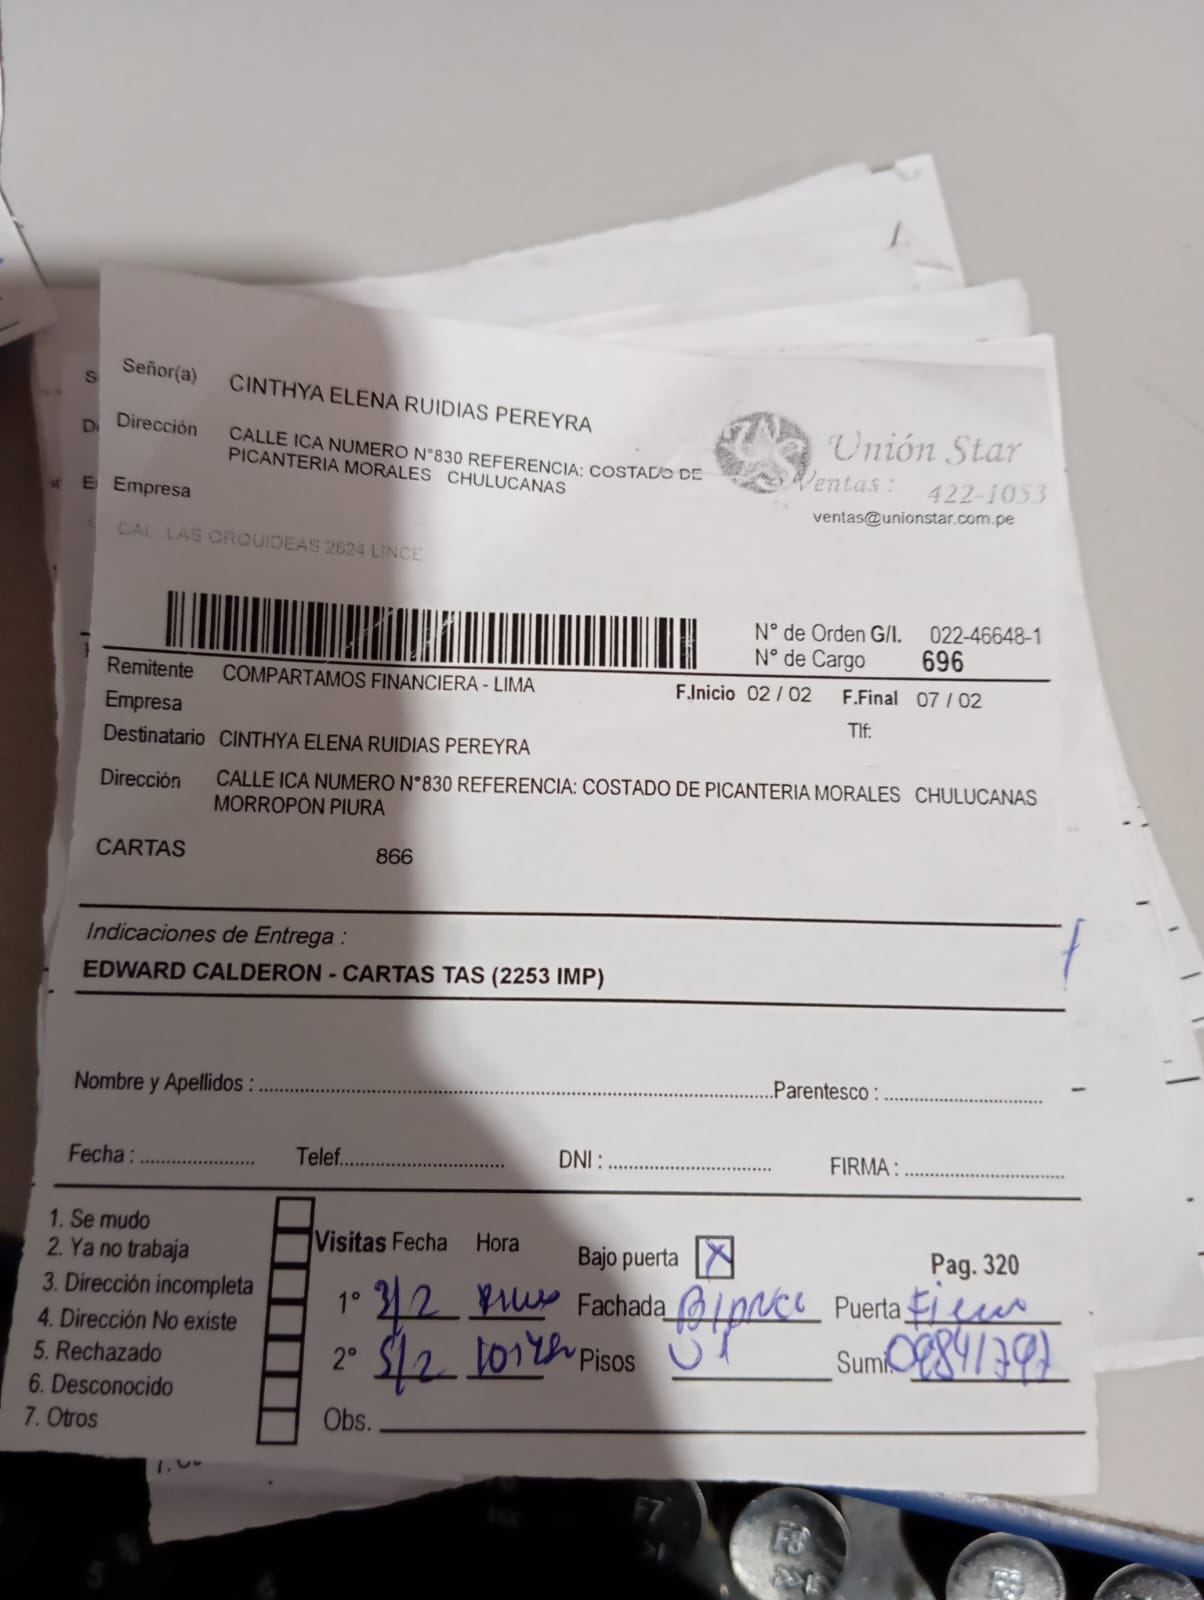 Señor(a) CINTHYA ELENA RUIDIAS PEREYRA
Dirección CALLE ICA NUMERO N°830 REFERENCIA: COSTADO DE
PICANTERIA MORALES CHULUCANAS
Empresa
CAL. LAS ORQUIDEAS 2624 LINCE
Unión Star
Ventas : 422-1053
ventas@unionstar.com.pe
N° de Orden G/I. 022-46648-1
N° de Cargo 696
Remitente COMPARTAMOS FINANCIERA - LIMA F.Inicio 02 / 02 F.Final 07 / 02
Empresa Tlf:
Destinatario CINTHYA ELENA RUIDIAS PEREYRA
Dirección CALLE ICA NUMERO N°830 REFERENCIA: COSTADO DE PICANTERIA MORALES CHULUCANAS
MORROPON PIURA
CARTAS 866
Indicaciones de Entrega :
EDWARD CALDERON - CARTAS TAS (2253 IMP)
Nombre y Apellidos : Parentesco :
Fecha : Telef. DNI : FIRMA :
1. Se mudo
2. Ya no trabaja
3. Dirección incompleta
4. Dirección No existe
5. Rechazado
6. Desconocido
7. Otros
Visitas Fecha Hora Bajo puerta X Pag. 320
1° 3/2 Fachada Blanca Puerta Fierro
2° 5/2 Pisos 01 Sumi.
Obs.
F7
F8